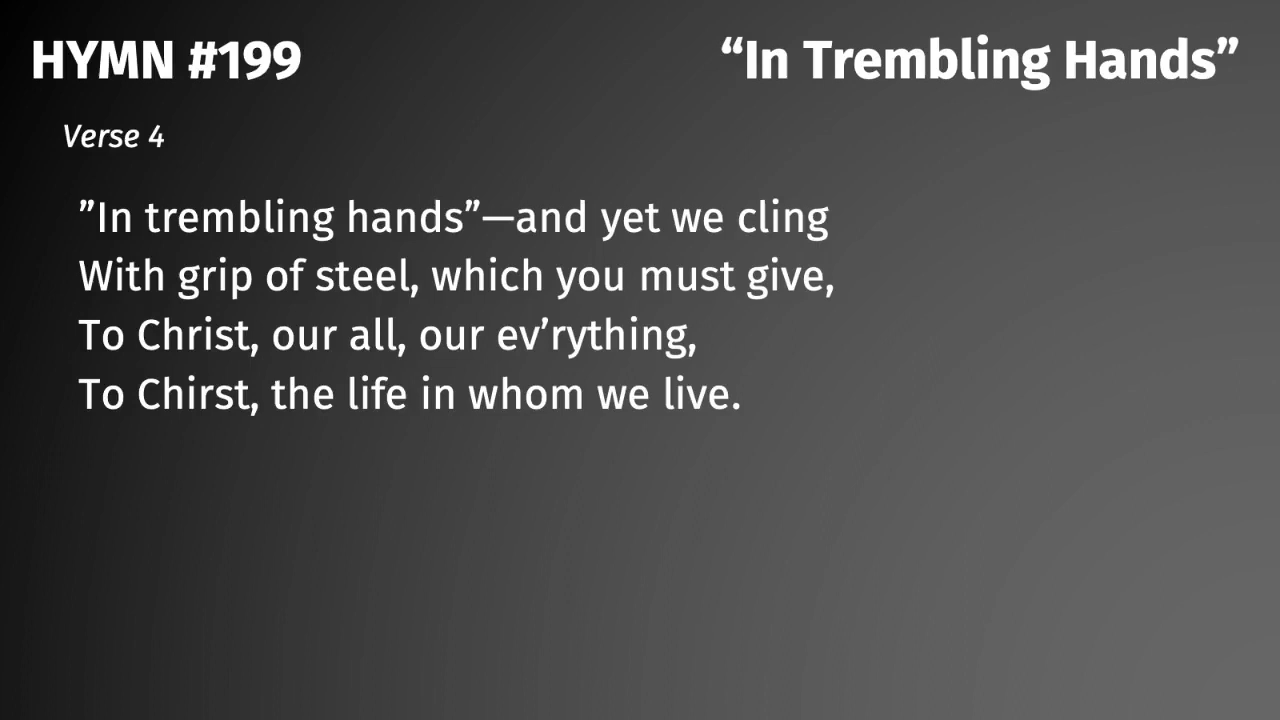 HYMN #199
“In Trembling Hands”
Verse 4
”In trembling hands”—and yet we cling
With grip of steel, which you must give,
To Christ, our all, our ev’rything,
To Chirst, the life in whom we live.